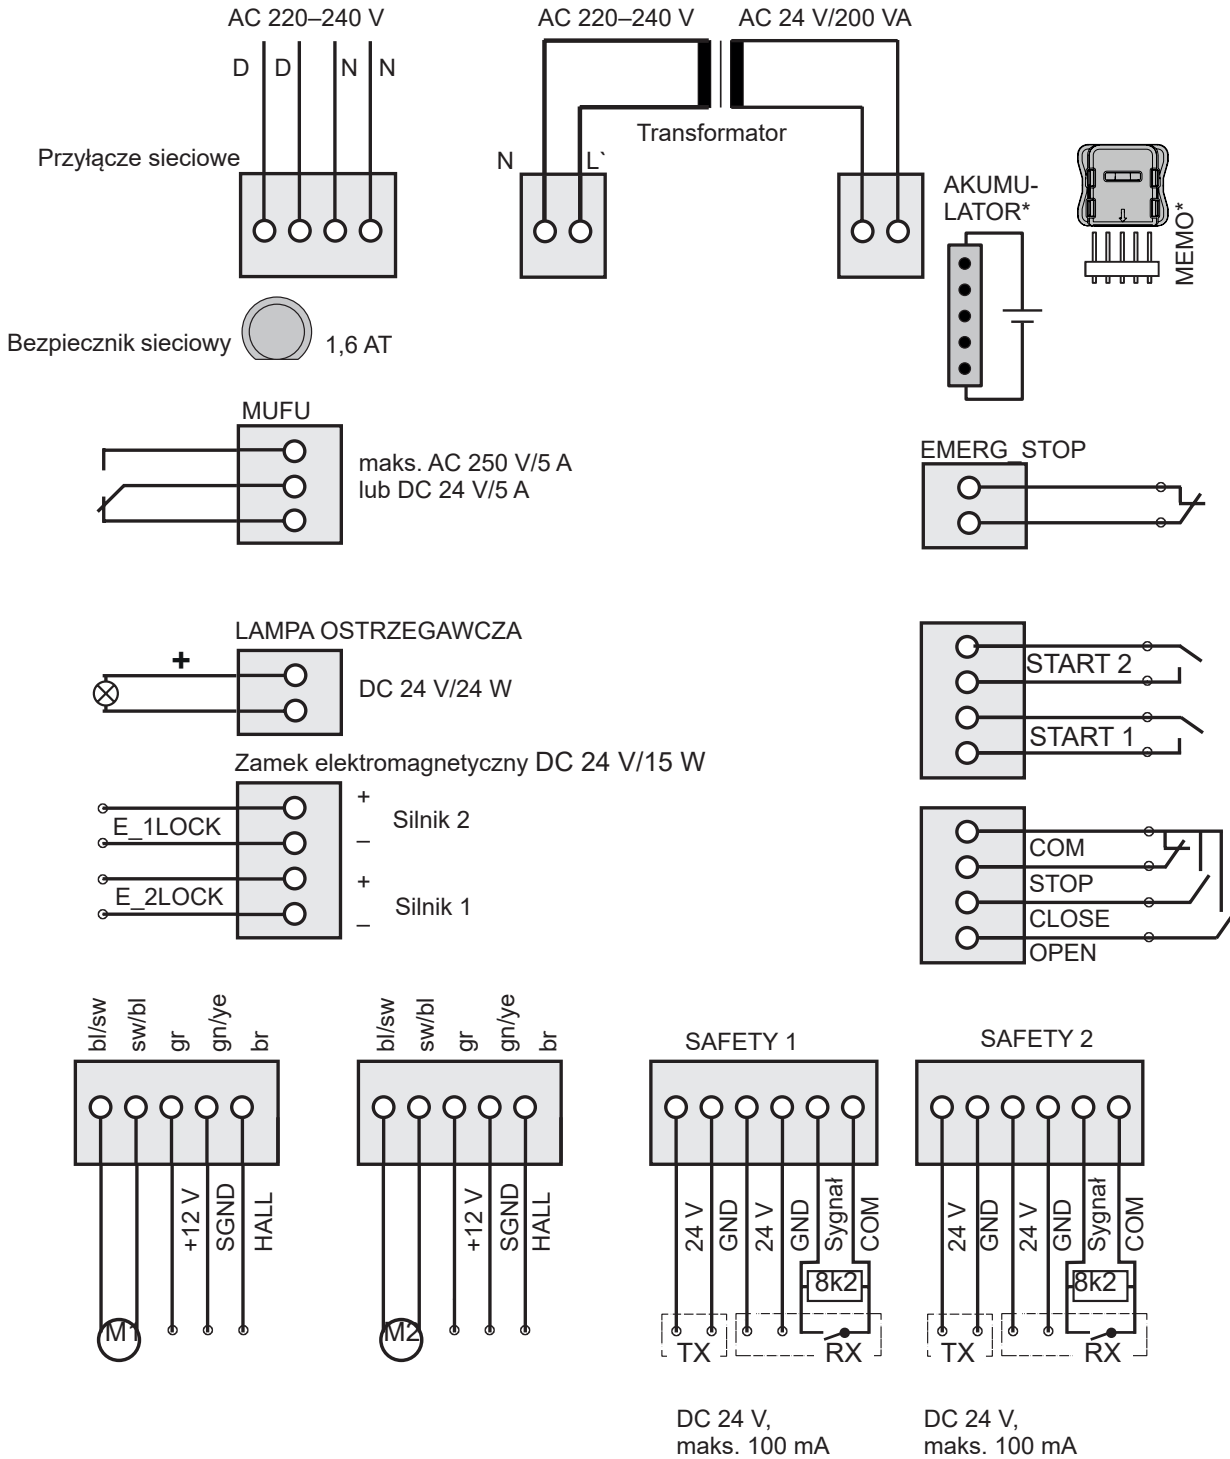 AC 220–240 V
AC 220–240 V
AC 24 V/200 VA
D
D
N
N
Transformator
Przyłącze sieciowe
N
L`
AKUMU-
LATOR*
MEMO*
Bezpiecznik sieciowy
1,6 AT
MUFU
maks. AC 250 V/5 A
lub DC 24 V/5 A
EMERG_STOP
LAMPA OSTRZEGAWCZA
+
DC 24 V/24 W
START 2
START 1
Zamek elektromagnetyczny DC 24 V/15 W
E_1LOCK
+
Silnik 2
–
E_2LOCK
+
Silnik 1
–
COM
STOP
CLOSE
OPEN
bl/sw
sw/bl
gr
gn/ye
br
+12 V
SGND
HALL
M1
bl/sw
sw/bl
gr
gn/ye
br
+12 V
SGND
HALL
M2
SAFETY 1
24 V
GND
24 V
GND
Sygnał
COM
8k2
TX
RX
DC 24 V,
maks. 100 mA
SAFETY 2
24 V
GND
24 V
GND
Sygnał
COM
8k2
TX
RX
DC 24 V,
maks. 100 mA